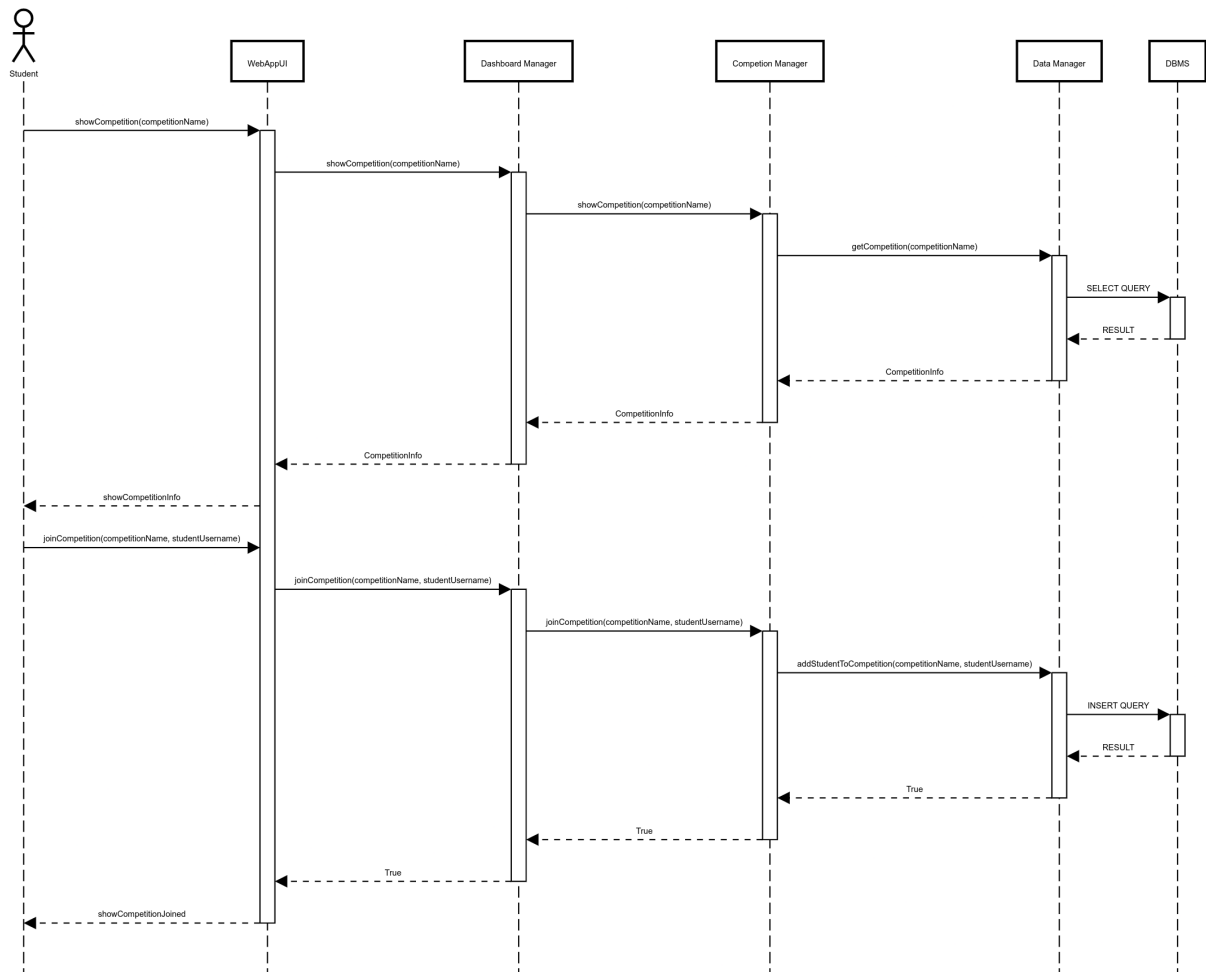 Student
WebAppUI
Dashboard Manager
Competion Manager
Data Manager
DBMS
showCompetition(competitionName)
showCompetition(competitionName)
showCompetition(competitionName)
getCompetition(competitionName)
SELECT QUERY
RESULT
CompetitionInfo
CompetitionInfo
CompetitionInfo
showCompetitionInfo
joinCompetition(competitionName, studentUsername)
joinCompetition(competitionName, studentUsername)
joinCompetition(competitionName, studentUsername)
addStudentToCompetition(competitionName, studentUsername)
INSERT QUERY
RESULT
True
True
True
showCompetitionJoined